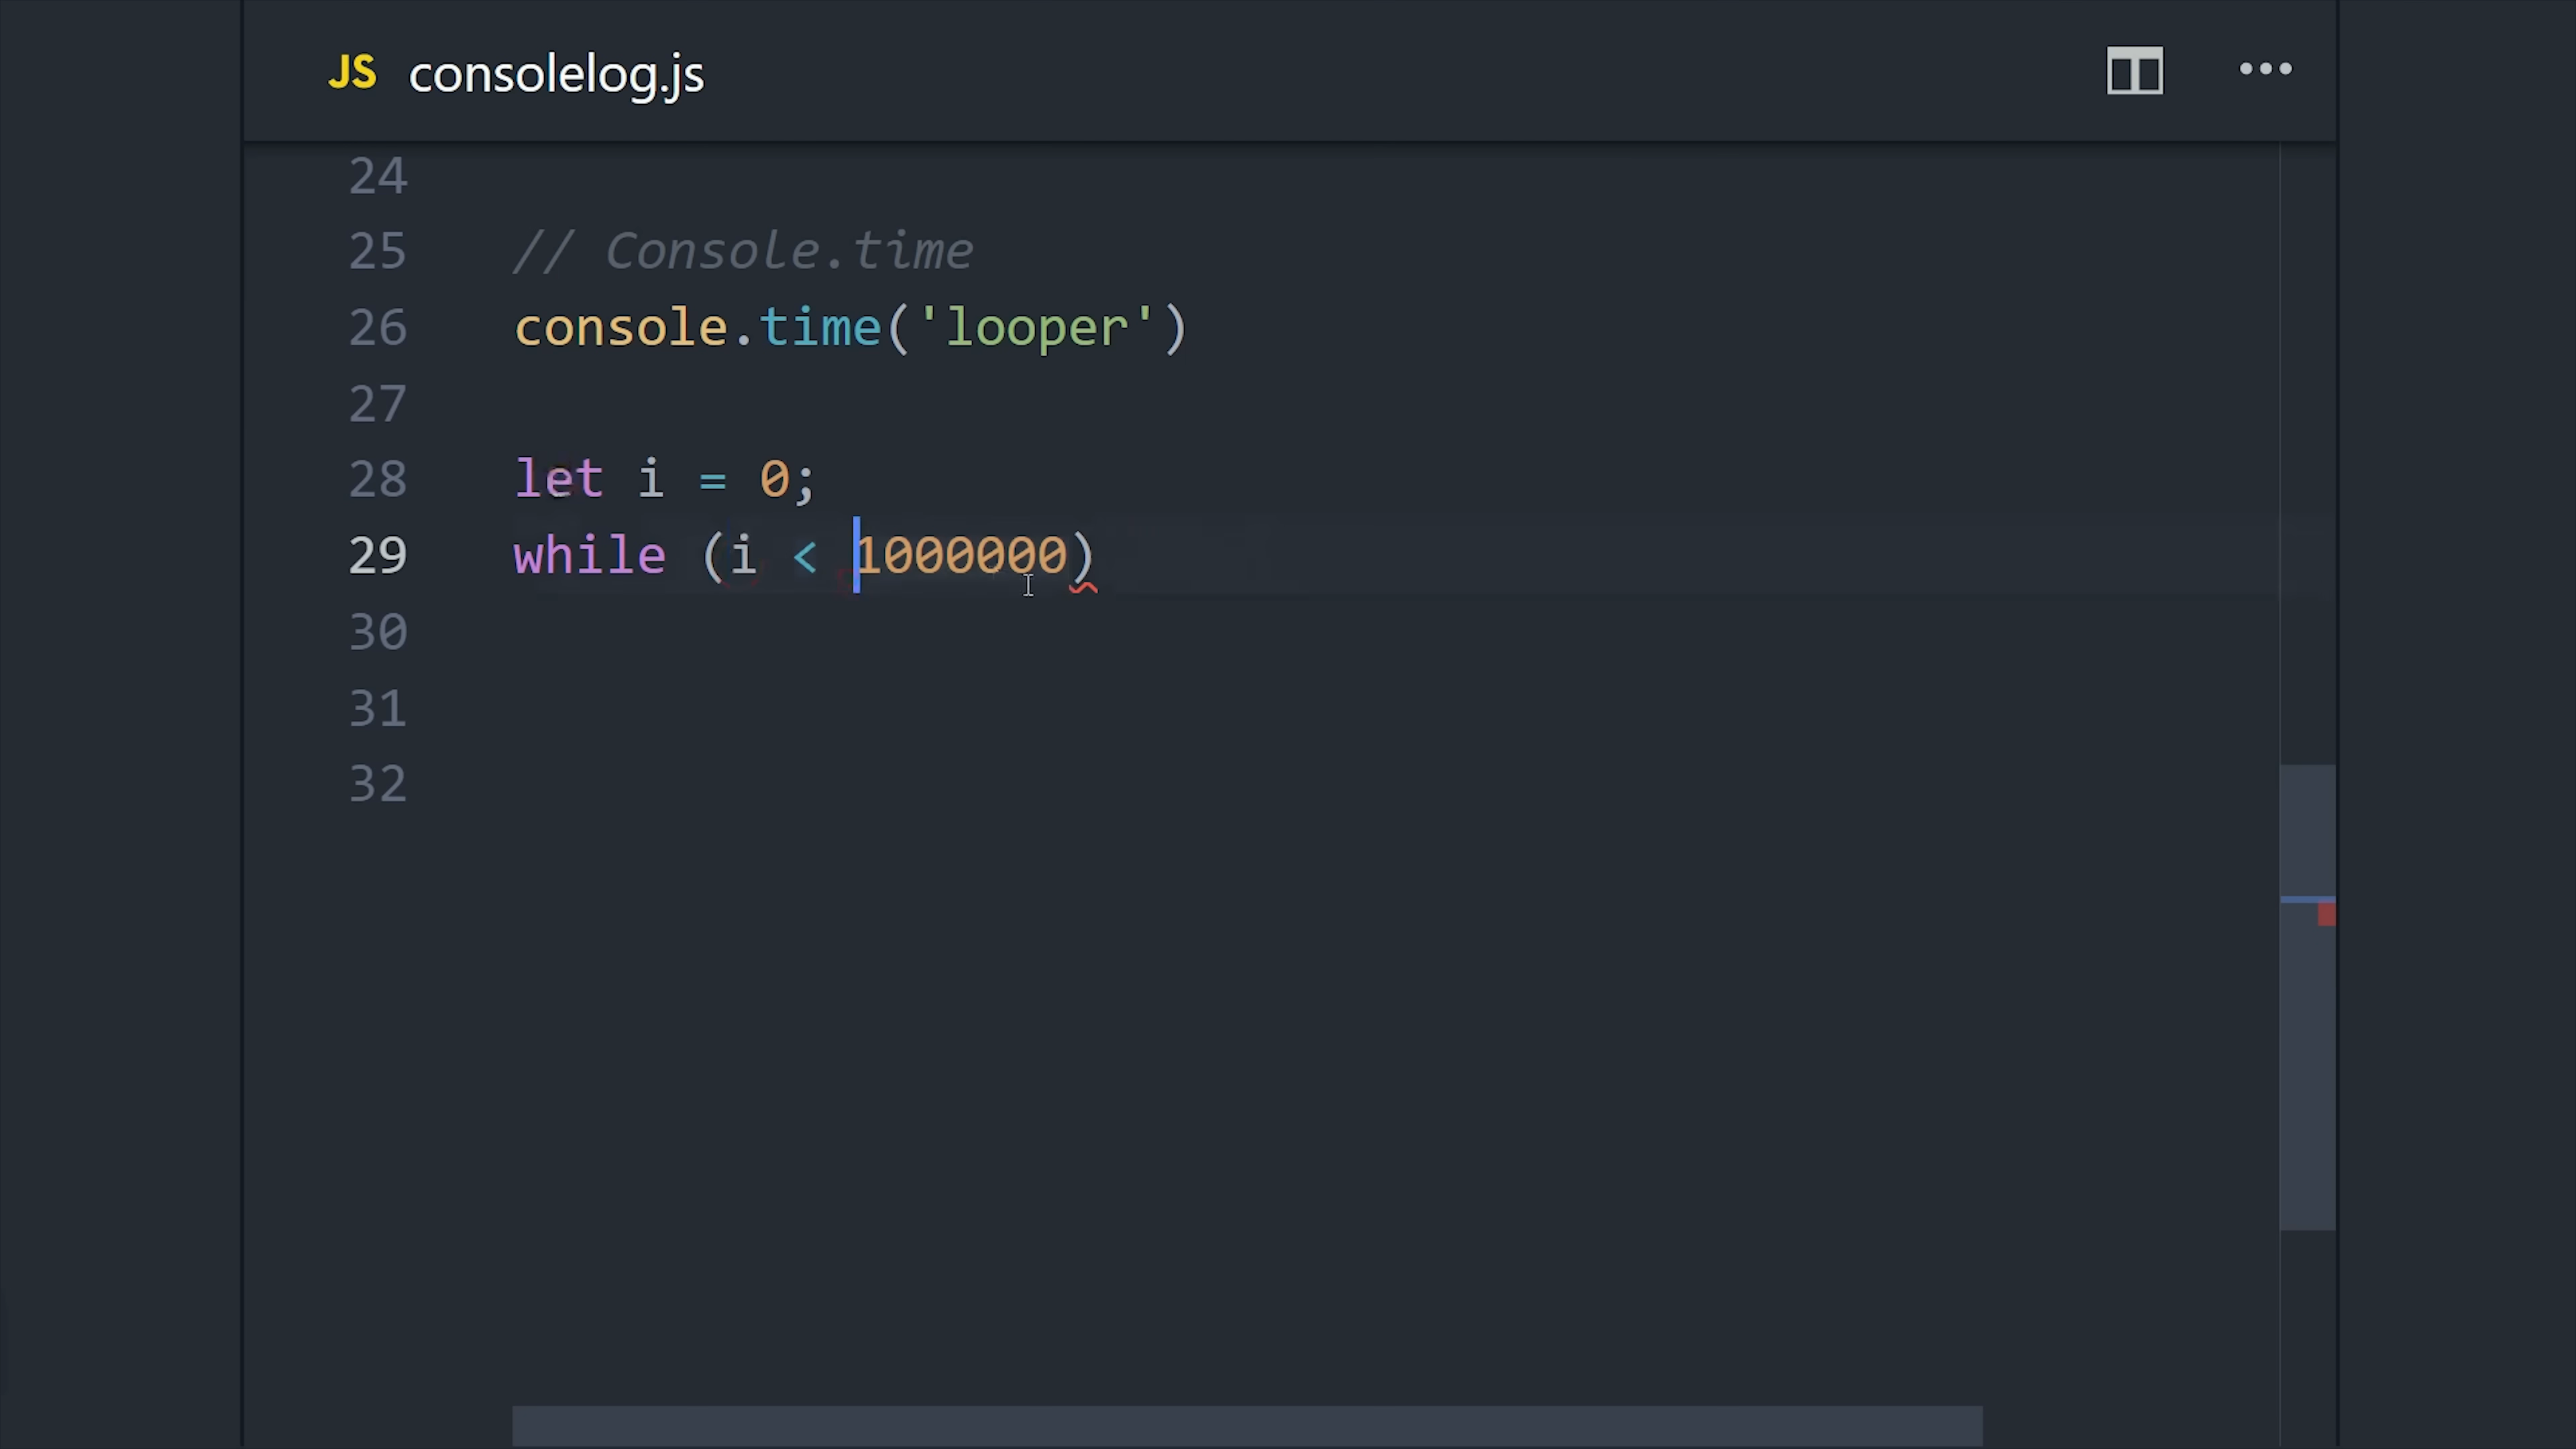 JS consolelog.js
24
25 // Console.time
26 console.time('looper')
27
28 let i = 0;
29 while (i < 1000000)
30
31
32